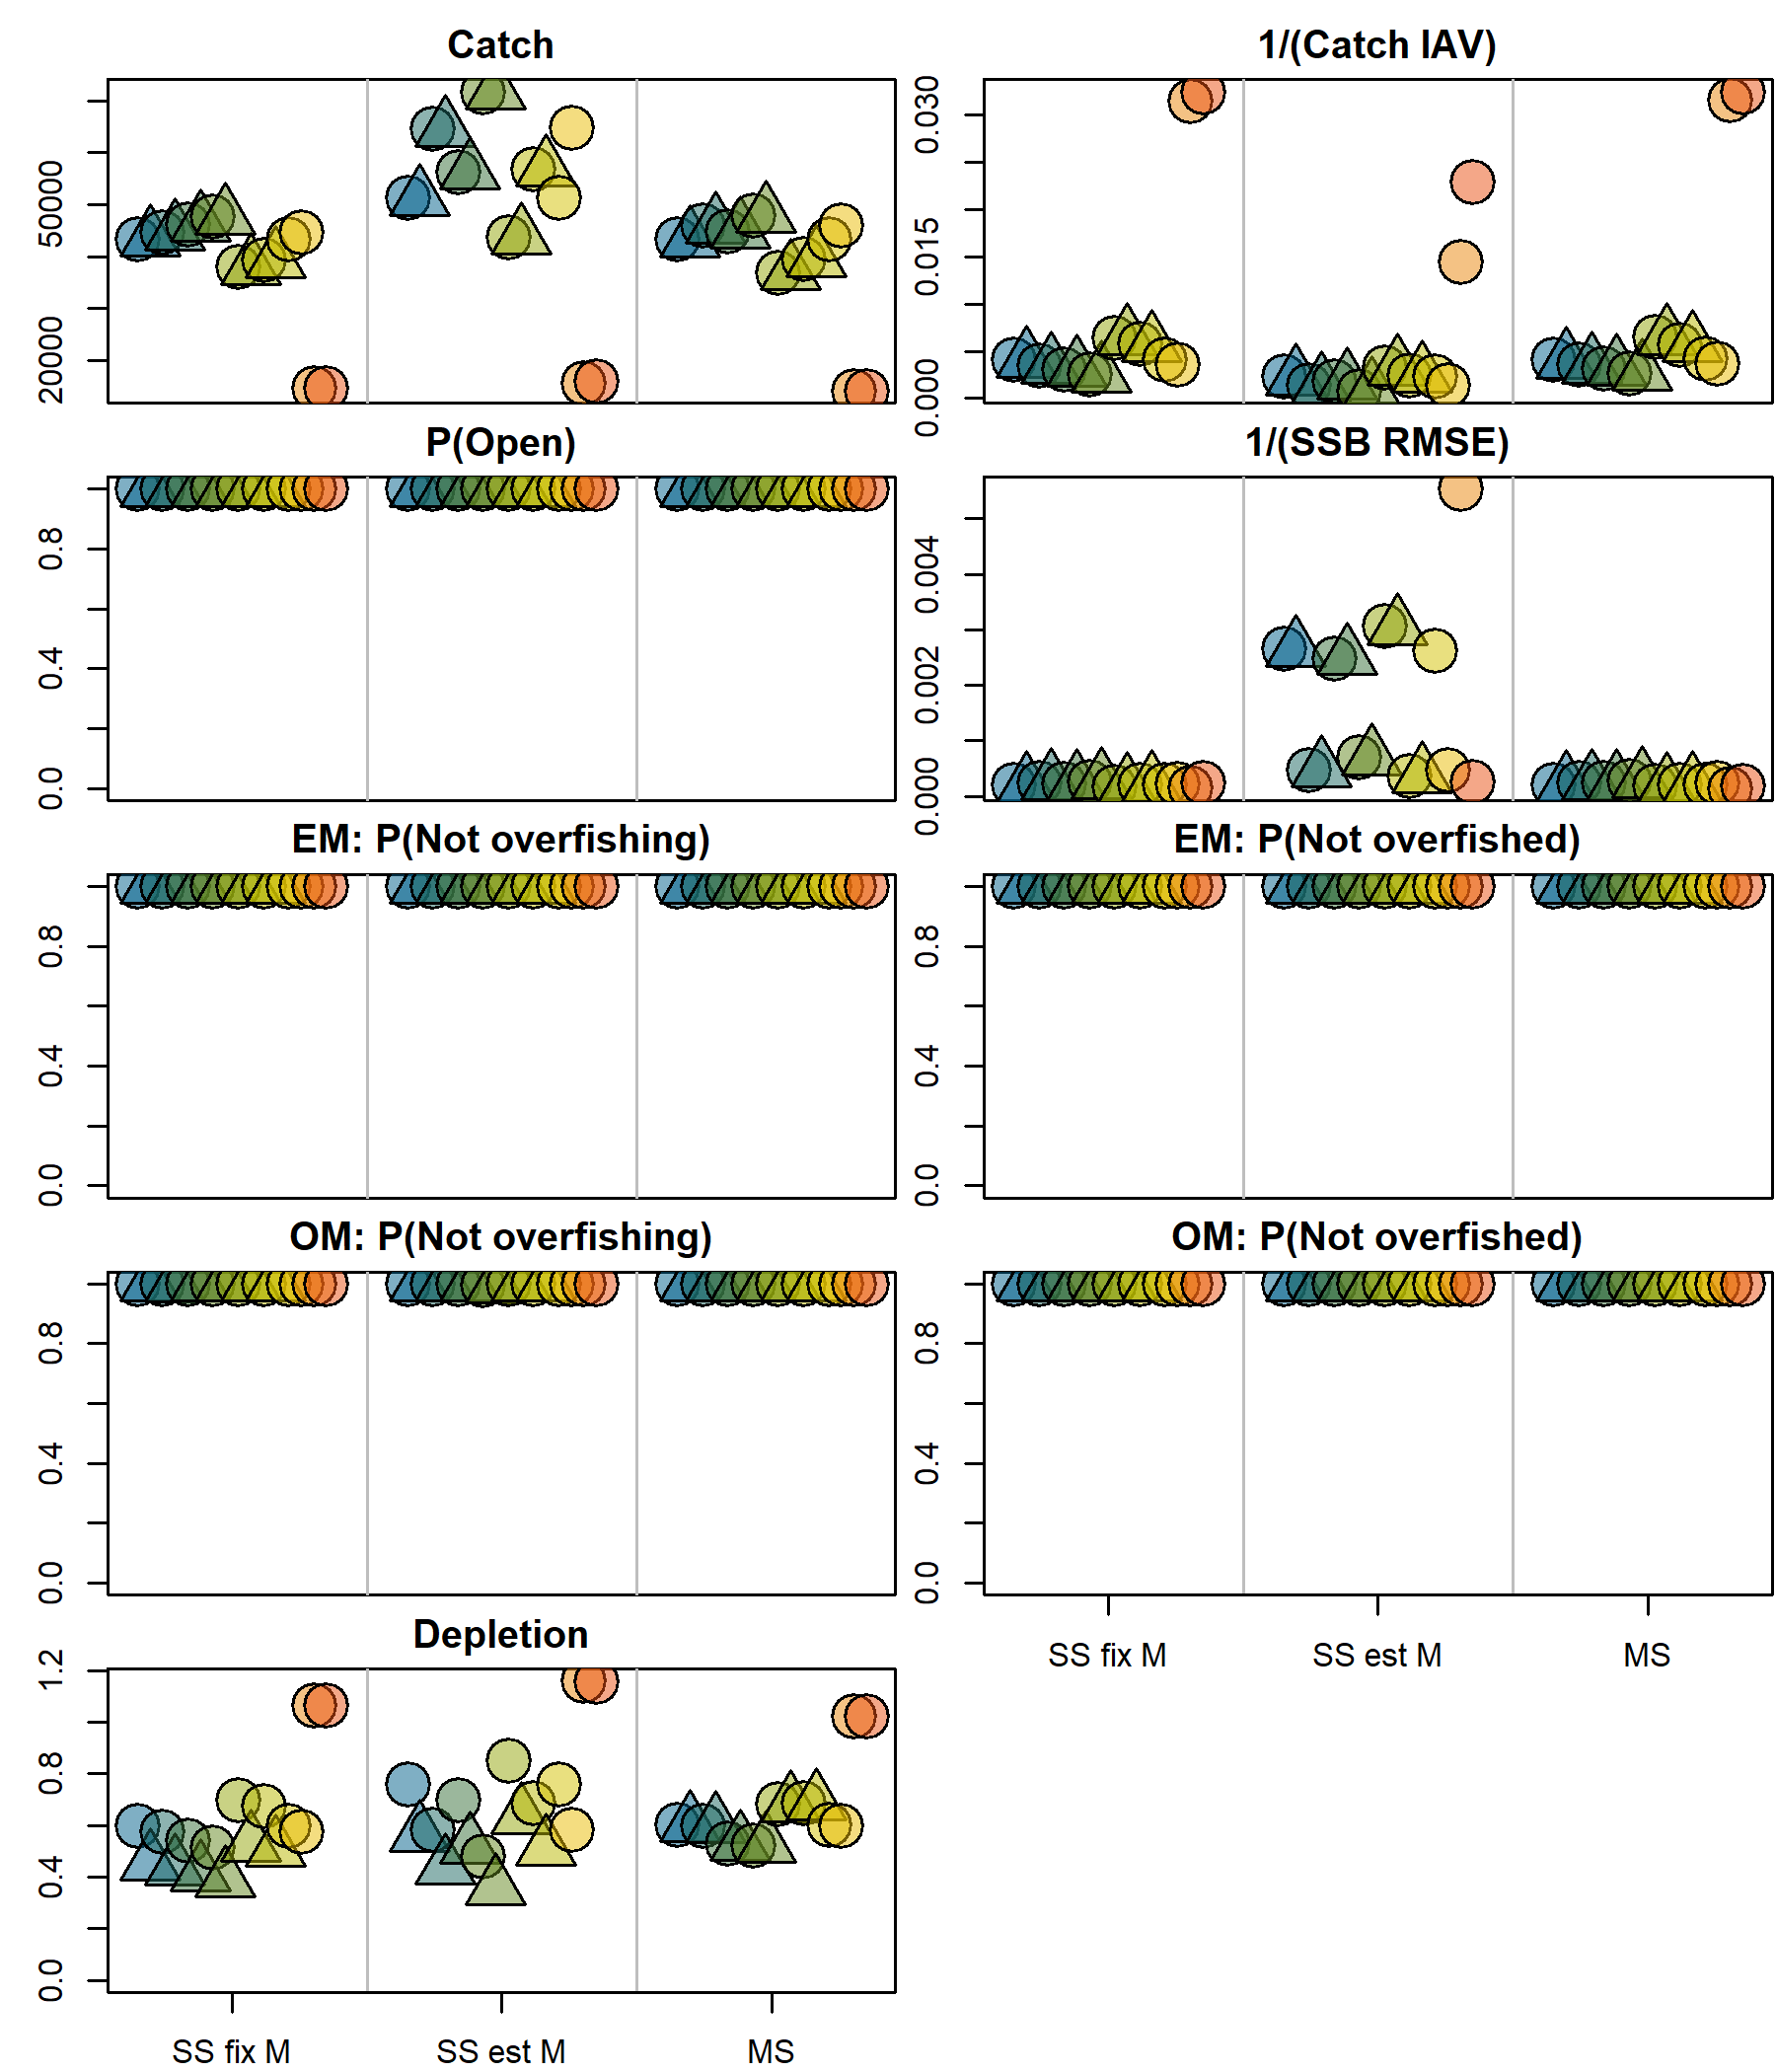 Catch
1/(Catch IAV)
50000
20000
0.030
0.015
0.000
P(Open)
1/(SSB RMSE)
0.8
0.4
0.0
0.004
0.002
0.000
EM: P(Not overfishing)
EM: P(Not overfished)
0.8
0.4
0.0
0.8
0.4
0.0
OM: P(Not overfishing)
OM: P(Not overfished)
0.8
0.4
0.0
0.8
0.4
0.0
SS fix M
SS est M
MS
Depletion
1.2
0.8
0.4
0.0
SS fix M
SS est M
MS